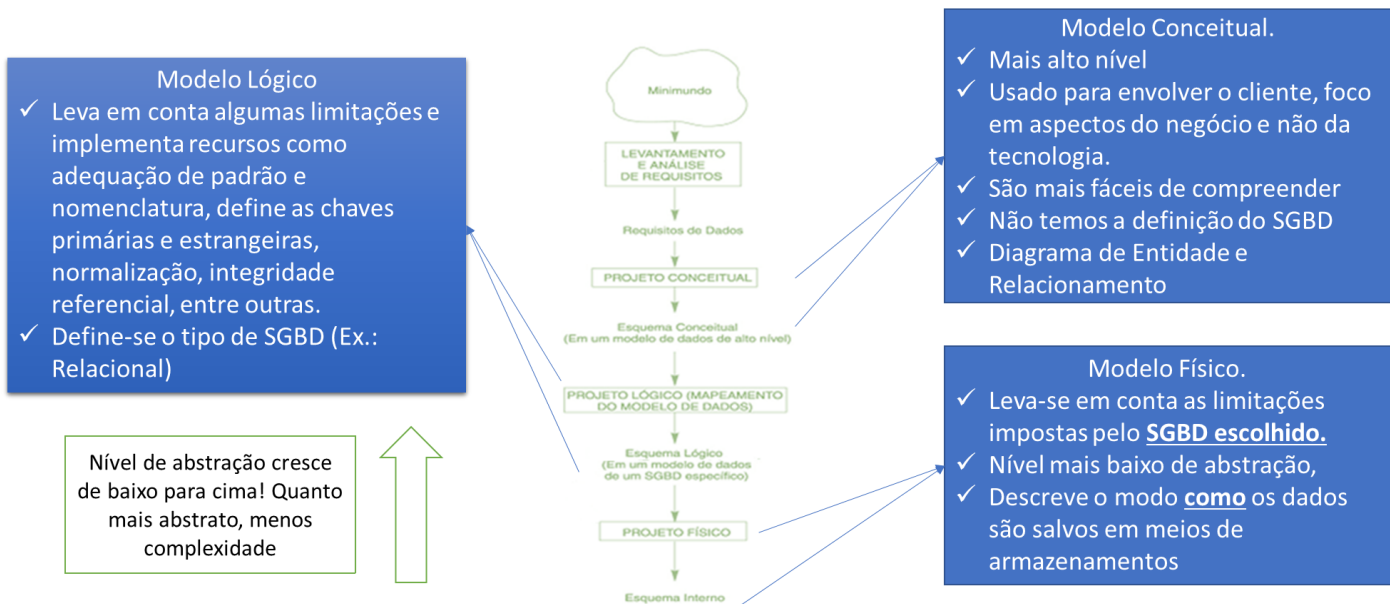 Modelo Lógico
✓ Leva em conta algumas limitações e
implementa recursos como
adequação de padrão e
nomenclatura, define as chaves
primárias e estrangeiras,
normalização, integridade
referencial, entre outras.
✓ Define-se o tipo de SGBD (Ex.:
Relacional)
Nível de abstração cresce
de baixo para cima! Quanto
mais abstrato, menos
complexidade
Minimundo
LEVANTAMENTO
E ANÁLISE
DE REQUISITOS
Requisitos de Dados
PROJETO CONCEITUAL
Esquema Conceitual
(Em um modelo de dados de alto nível)
PROJETO LÓGICO (MAPEAMENTO
DO MODELO DE DADOS)
Esquema Lógico
(Em um modelo de dados
de um SGBD específico)
PROJETO FÍSICO
Esquema Interno
Modelo Conceitual.
✓ Mais alto nível
✓ Usado para envolver o cliente, foco
em aspectos do negócio e não da
tecnologia.
✓ São mais fáceis de compreender
✓ Não temos a definição do SGBD
✓ Diagrama de Entidade e
Relacionamento
Modelo Físico.
✓ Leva-se em conta as limitações
impostas pelo SGBD escolhido.
✓ Nível mais baixo de abstração,
✓ Descreve o modo como os dados
são salvos em meios de
armazenamentos